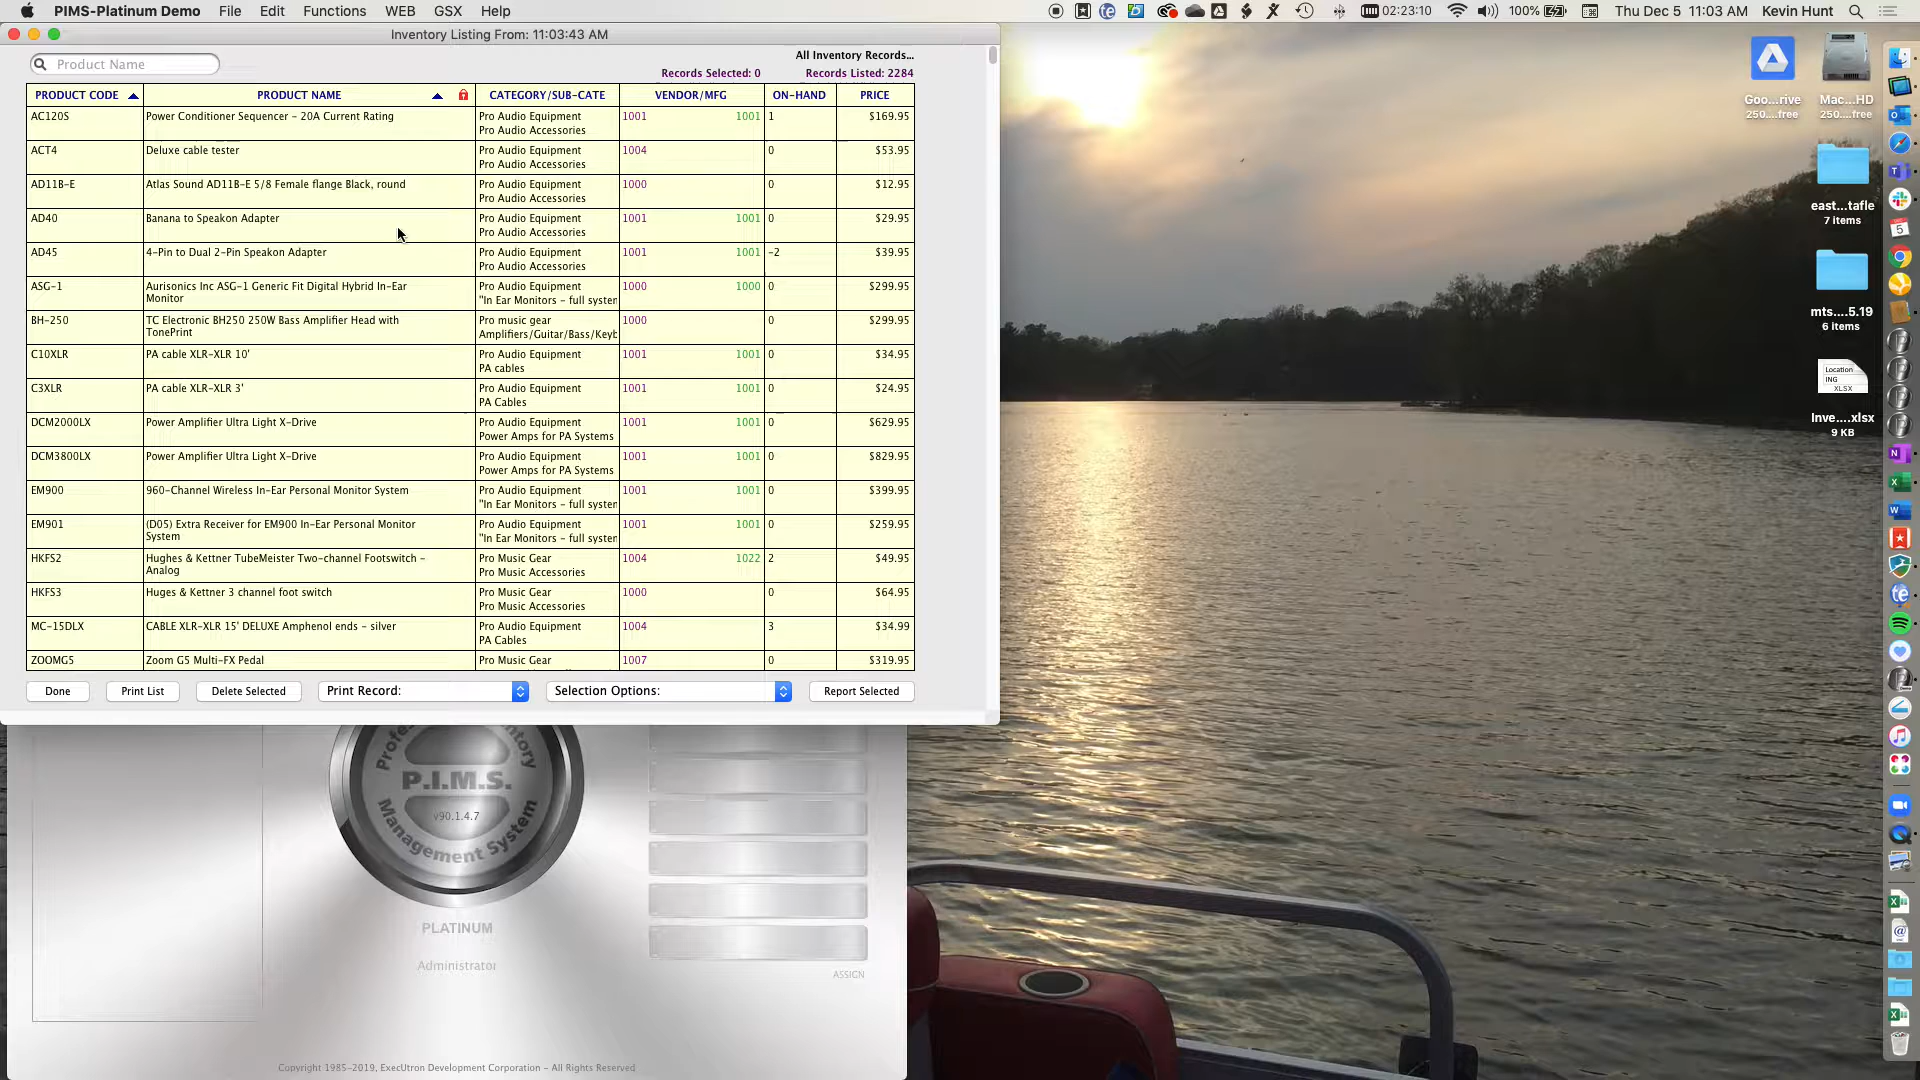 PIMS-Platinum Demo File Edit Functions WEB GSX Help
02:23:10 100% Thu Dec 5 11:03 AM Kevin Hunt
Inventory Listing From: 11:03:43 AM
Product Name
All Inventory Records...
Records Selected: 0 Records Listed: 2284
PRODUCT CODE PRODUCT NAME CATEGORY/SUB-CATE VENDOR/MFG ON-HAND PRICE
AC120S Power Conditioner Sequencer - 20A Current Rating Pro Audio Equipment 1001 1001 1 $169.95
Pro Audio Accessories
ACT4 Deluxe cable tester Pro Audio Equipment 1004 0 $53.95
Pro Audio Accessories
AD11B-E Atlas Sound AD11B-E 5/8 Female flange Black, round Pro Audio Equipment 1000 0 $12.95
Pro Audio Accessories
AD40 Banana to Speakon Adapter Pro Audio Equipment 1001 1001 0 $29.95
Pro Audio Accessories
AD45 4-Pin to Dual 2-Pin Speakon Adapter Pro Audio Equipment 1001 1001 -2 $39.95
Pro Audio Accessories
ASG-1 Aurisonics Inc ASG-1 Generic Fit Digital Hybrid In-Ear Pro Audio Equipment 1000 1000 0 $299.95
Monitor "In Ear Monitors - full system
BH-250 TC Electronic BH250 250W Bass Amplifier Head with Pro music gear 1000 0 $299.95
TonePrint Amplifiers/Guitar/Bass/Keyb
C10XLR PA cable XLR-XLR 10' Pro Audio Equipment 1001 1001 0 $34.95
PA cables
C3XLR PA cable XLR-XLR 3' Pro Audio Equipment 1001 1001 0 $24.95
PA Cables
DCM2000LX Power Amplifier Ultra Light X-Drive Pro Audio Equipment 1001 1001 0 $629.95
Power Amps for PA Systems
DCM3800LX Power Amplifier Ultra Light X-Drive Pro Audio Equipment 1001 1001 0 $829.95
Power Amps for PA Systems
EM900 960-Channel Wireless In-Ear Personal Monitor System Pro Audio Equipment 1001 1001 0 $399.95
"In Ear Monitors - full system
EM901 (D05) Extra Receiver for EM900 In-Ear Personal Monitor Pro Audio Equipment 1001 1001 0 $259.95
System "In Ear Monitors - full system
HKFS2 Hughes & Kettner TubeMeister Two-channel Footswitch - Pro Music Gear 1004 1022 2 $49.95
Analog Pro Music Accessories
HKFS3 Huges & Kettner 3 channel foot switch Pro Music Gear 1000 0 $64.95
Pro Music Accessories
MC-15DLX CABLE XLR-XLR 15' DELUXE Amphenol ends - silver Pro Audio Equipment 1004 3 $34.99
PA Cables
ZOOMG5 Zoom G5 Multi-FX Pedal Pro Music Gear 1007 0 $319.95
Done Print List Delete Selected Print Record: Selection Options: Report Selected
P.I.M.S.
v90.1.4.7
Management System
PLATINUM
Administrator
ASSIGN
Copyright 1985-2019, ExecUtron Development Corporation - All Rights Reserved
Goo...rive
250....free
Mac...HD
250....free
east...tafle
7 items
mts....5.19
6 items
Location
ING
XLSX
Inve....xlsx
9 KB